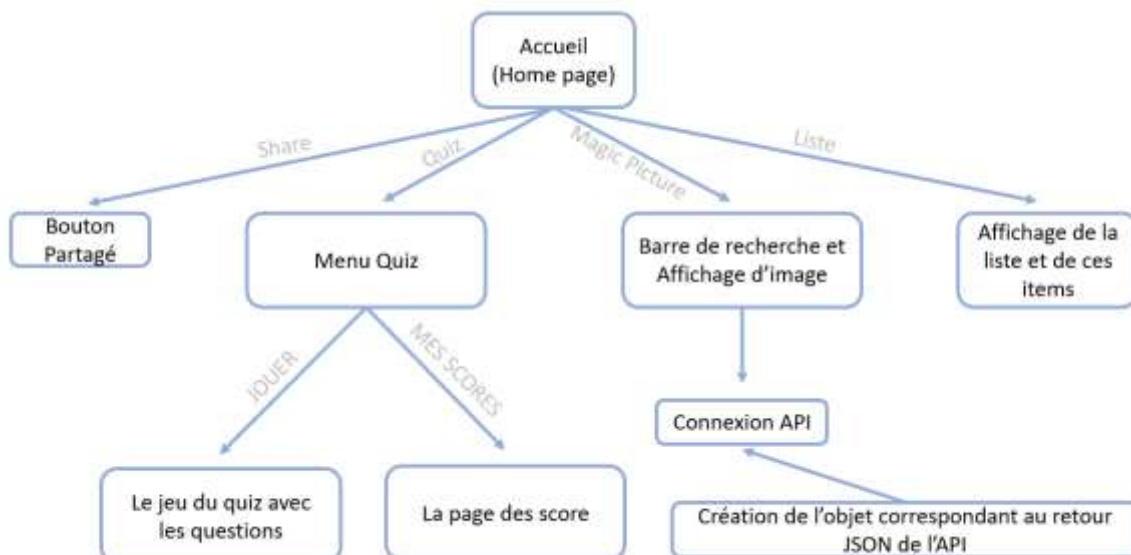 Accueil
(Home page)
Share
Quiz
Magic Picture
Liste
Bouton
Partagé
Menu Quiz
Barre de recherche et
Affichage d'image
Affichage de la
liste et de ces
items
JOUER
MES SCORES
Connexion API
Le jeu du quiz avec
les questions
La page des score
Création de l'objet correspondant au retour
JSON de l'API